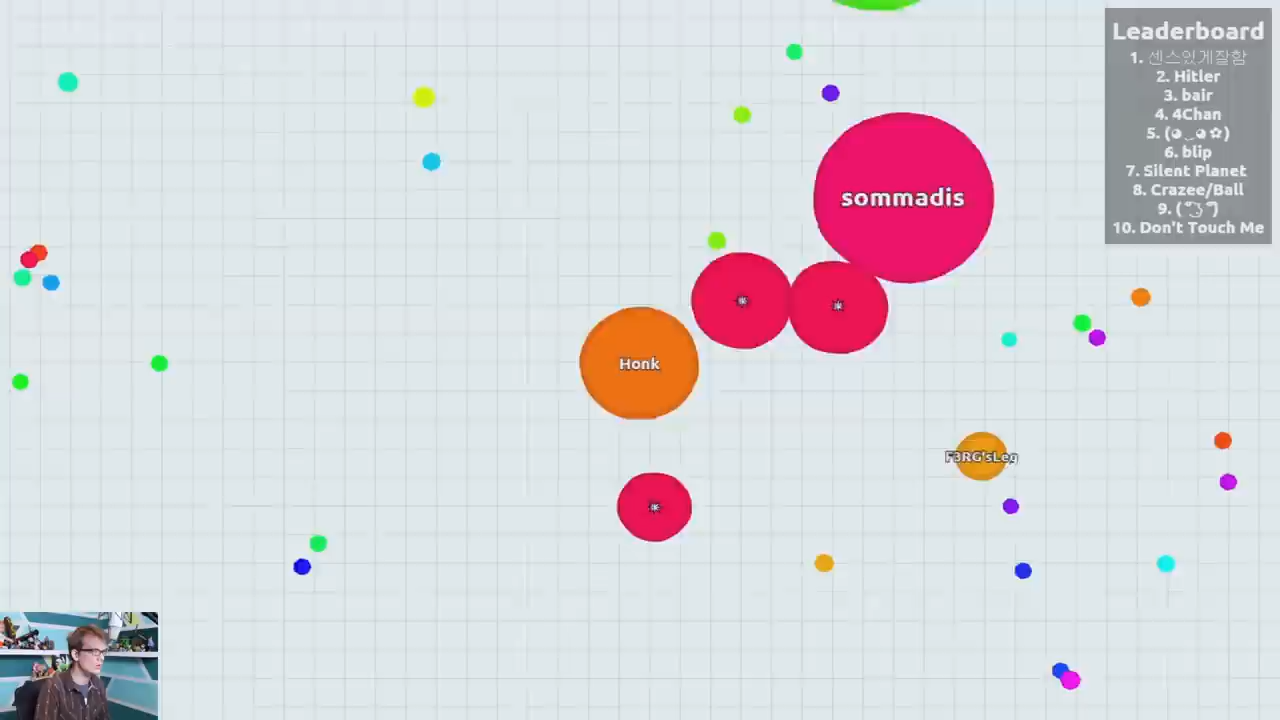 Leaderboard
1. 센스있게잘함
2. Hitler
3. bair
4. 4Chan
5. (◕‿◕✿)
6. blip
7. Silent Planet
8. Crazee/Ball
9. ( ͡° ͜ʖ ͡°)
10. Don't Touch Me
sommadis
Honk
F3RG'sLeg